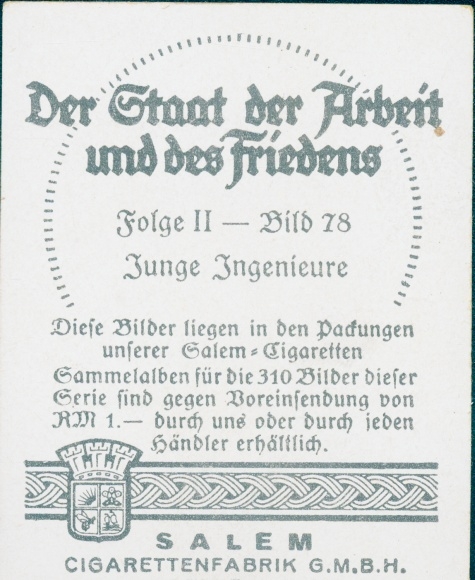 Der Staat der Arbeit
und des Friedens
Folge II — Bild 78
Junge Ingenieure
Diese Bilder liegen in den Packungen
unserer Salem-Cigaretten
Sammelalben für die 310 Bilder dieser
Serie sind gegen Voreinsendung von
RM 1.— durch uns oder durch jeden
Händler erhältlich.
SALEM
CIGARETTENFABRIK G.M.B.H.